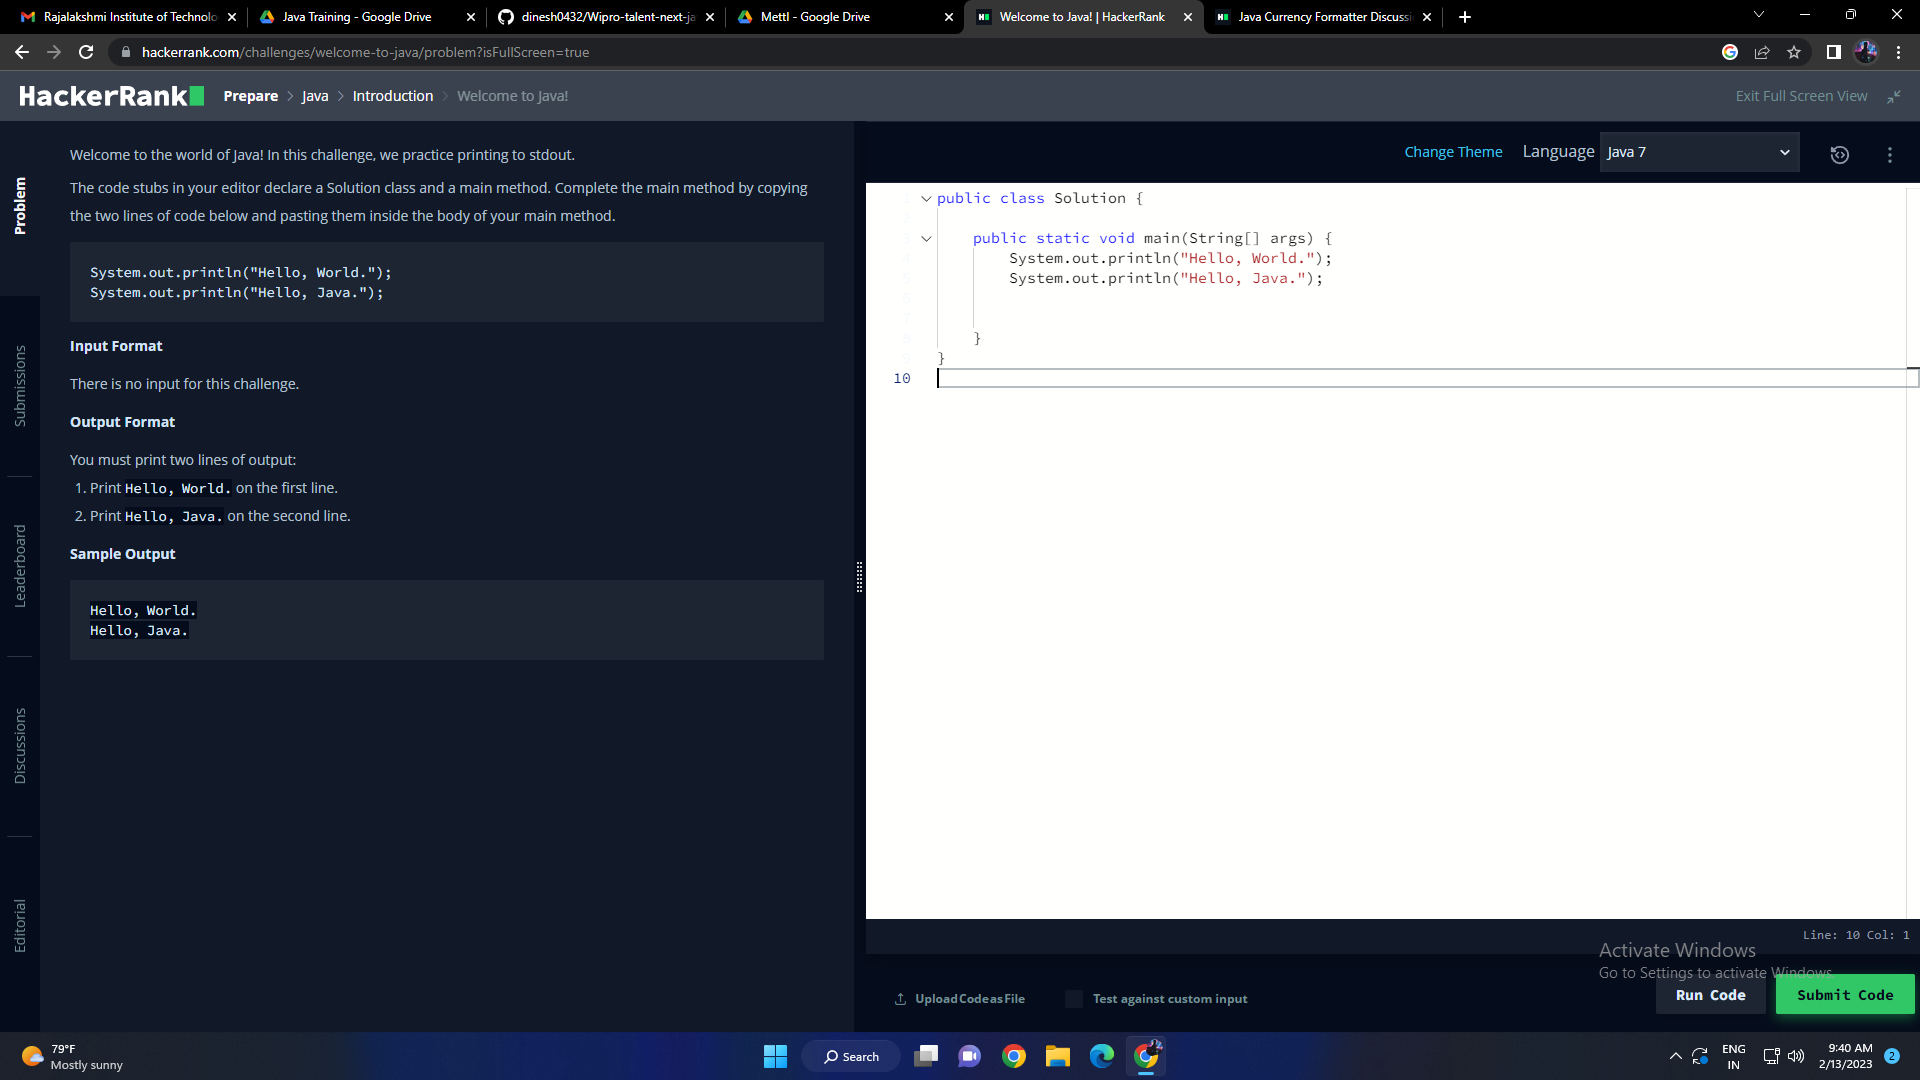 Rajalakshmi Institute of Technolo
Java Training - Google Drive
dinesh0432/Wipro-talent-next-ja
Mettl - Google Drive
Welcome to Java! | HackerRank
Java Currency Formatter Discussi
hackerrank.com/challenges/welcome-to-java/problem?isFullScreen=true
HackerRank
Prepare > Java > Introduction > Welcome to Java!
Exit Full Screen View
Problem
Submissions
Leaderboard
Discussions
Editorial
Welcome to the world of Java! In this challenge, we practice printing to stdout.
The code stubs in your editor declare a Solution class and a main method. Complete the main method by copying
the two lines of code below and pasting them inside the body of your main method.
System.out.println("Hello, World.");
System.out.println("Hello, Java.");
Input Format
There is no input for this challenge.
Output Format
You must print two lines of output:
1. Print Hello, World. on the first line.
2. Print Hello, Java. on the second line.
Sample Output
Hello, World.
Hello, Java.
Change Theme
Language
Java 7
1 public class Solution {
2
3 public static void main(String[] args) {
4 System.out.println("Hello, World.");
5 System.out.println("Hello, Java.");
6
7
8 }
9 }
10
Line: 10 Col: 1
Activate Windows
Go to Settings to activate Windows.
Upload Code as File
Test against custom input
Run Code
Submit Code
79°F
Mostly sunny
Search
ENG
IN
9:40 AM
2/13/2023
2